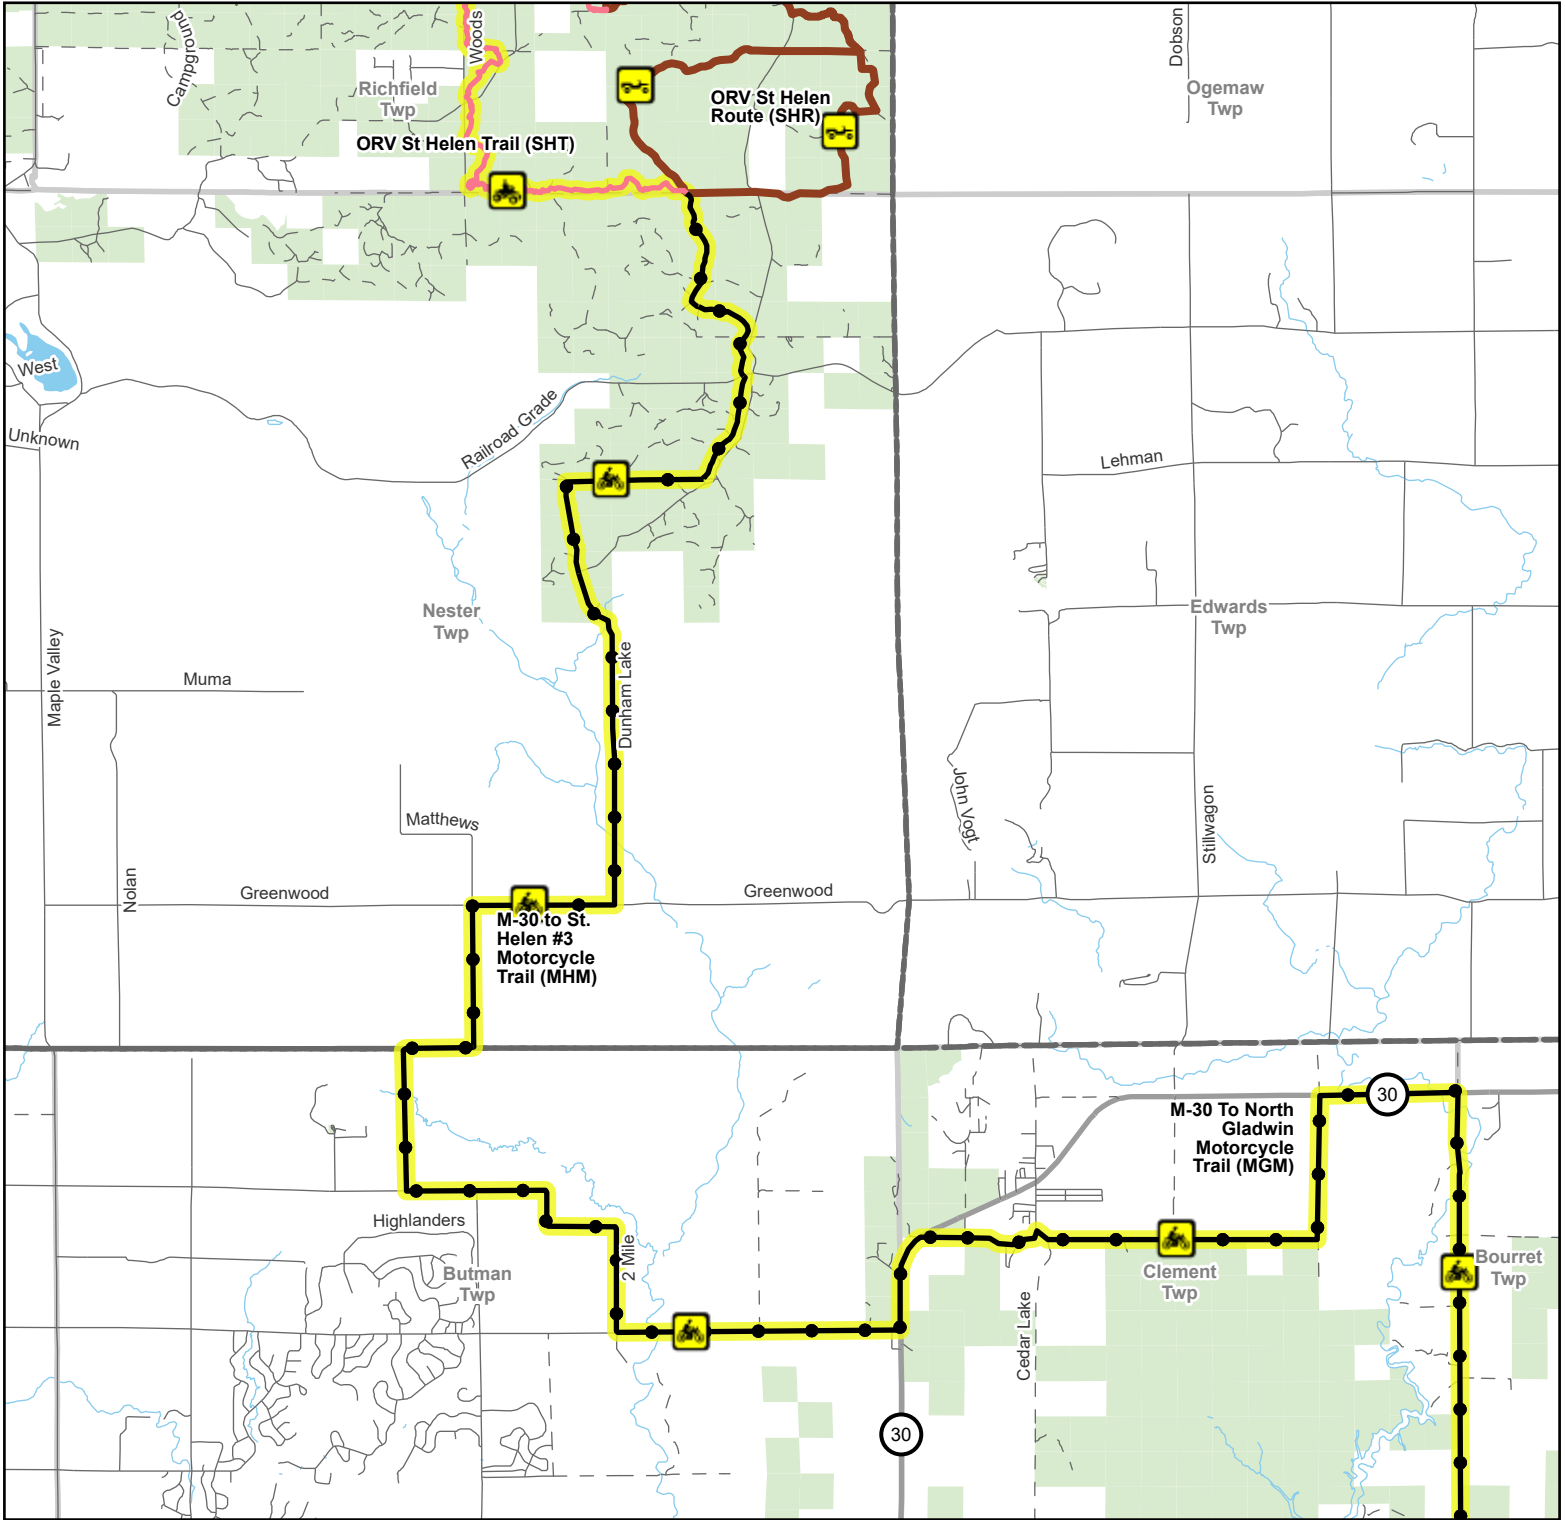 Campground
Woods
Dobson
Richfield
Twp
ORV St Helen
Route (SHR)
Ogemaw
Twp
ORV St Helen Trail (SHT)
West
Unknown
Railroad Grade
Lehman
Nester
Twp
Edwards
Twp
Maple Valley
Muma
Dunham Lake
John Vogt
Stillwagon
Matthews
Nolan
Greenwood
Greenwood
M-30 to St.
Helen #3
Motorcycle
Trail (MHM)
30
M-30 To North
Gladwin
Motorcycle
Trail (MGM)
Highlanders
2 Mile
Butman
Twp
Clement
Twp
Bourret
Twp
Cedar Lake
30